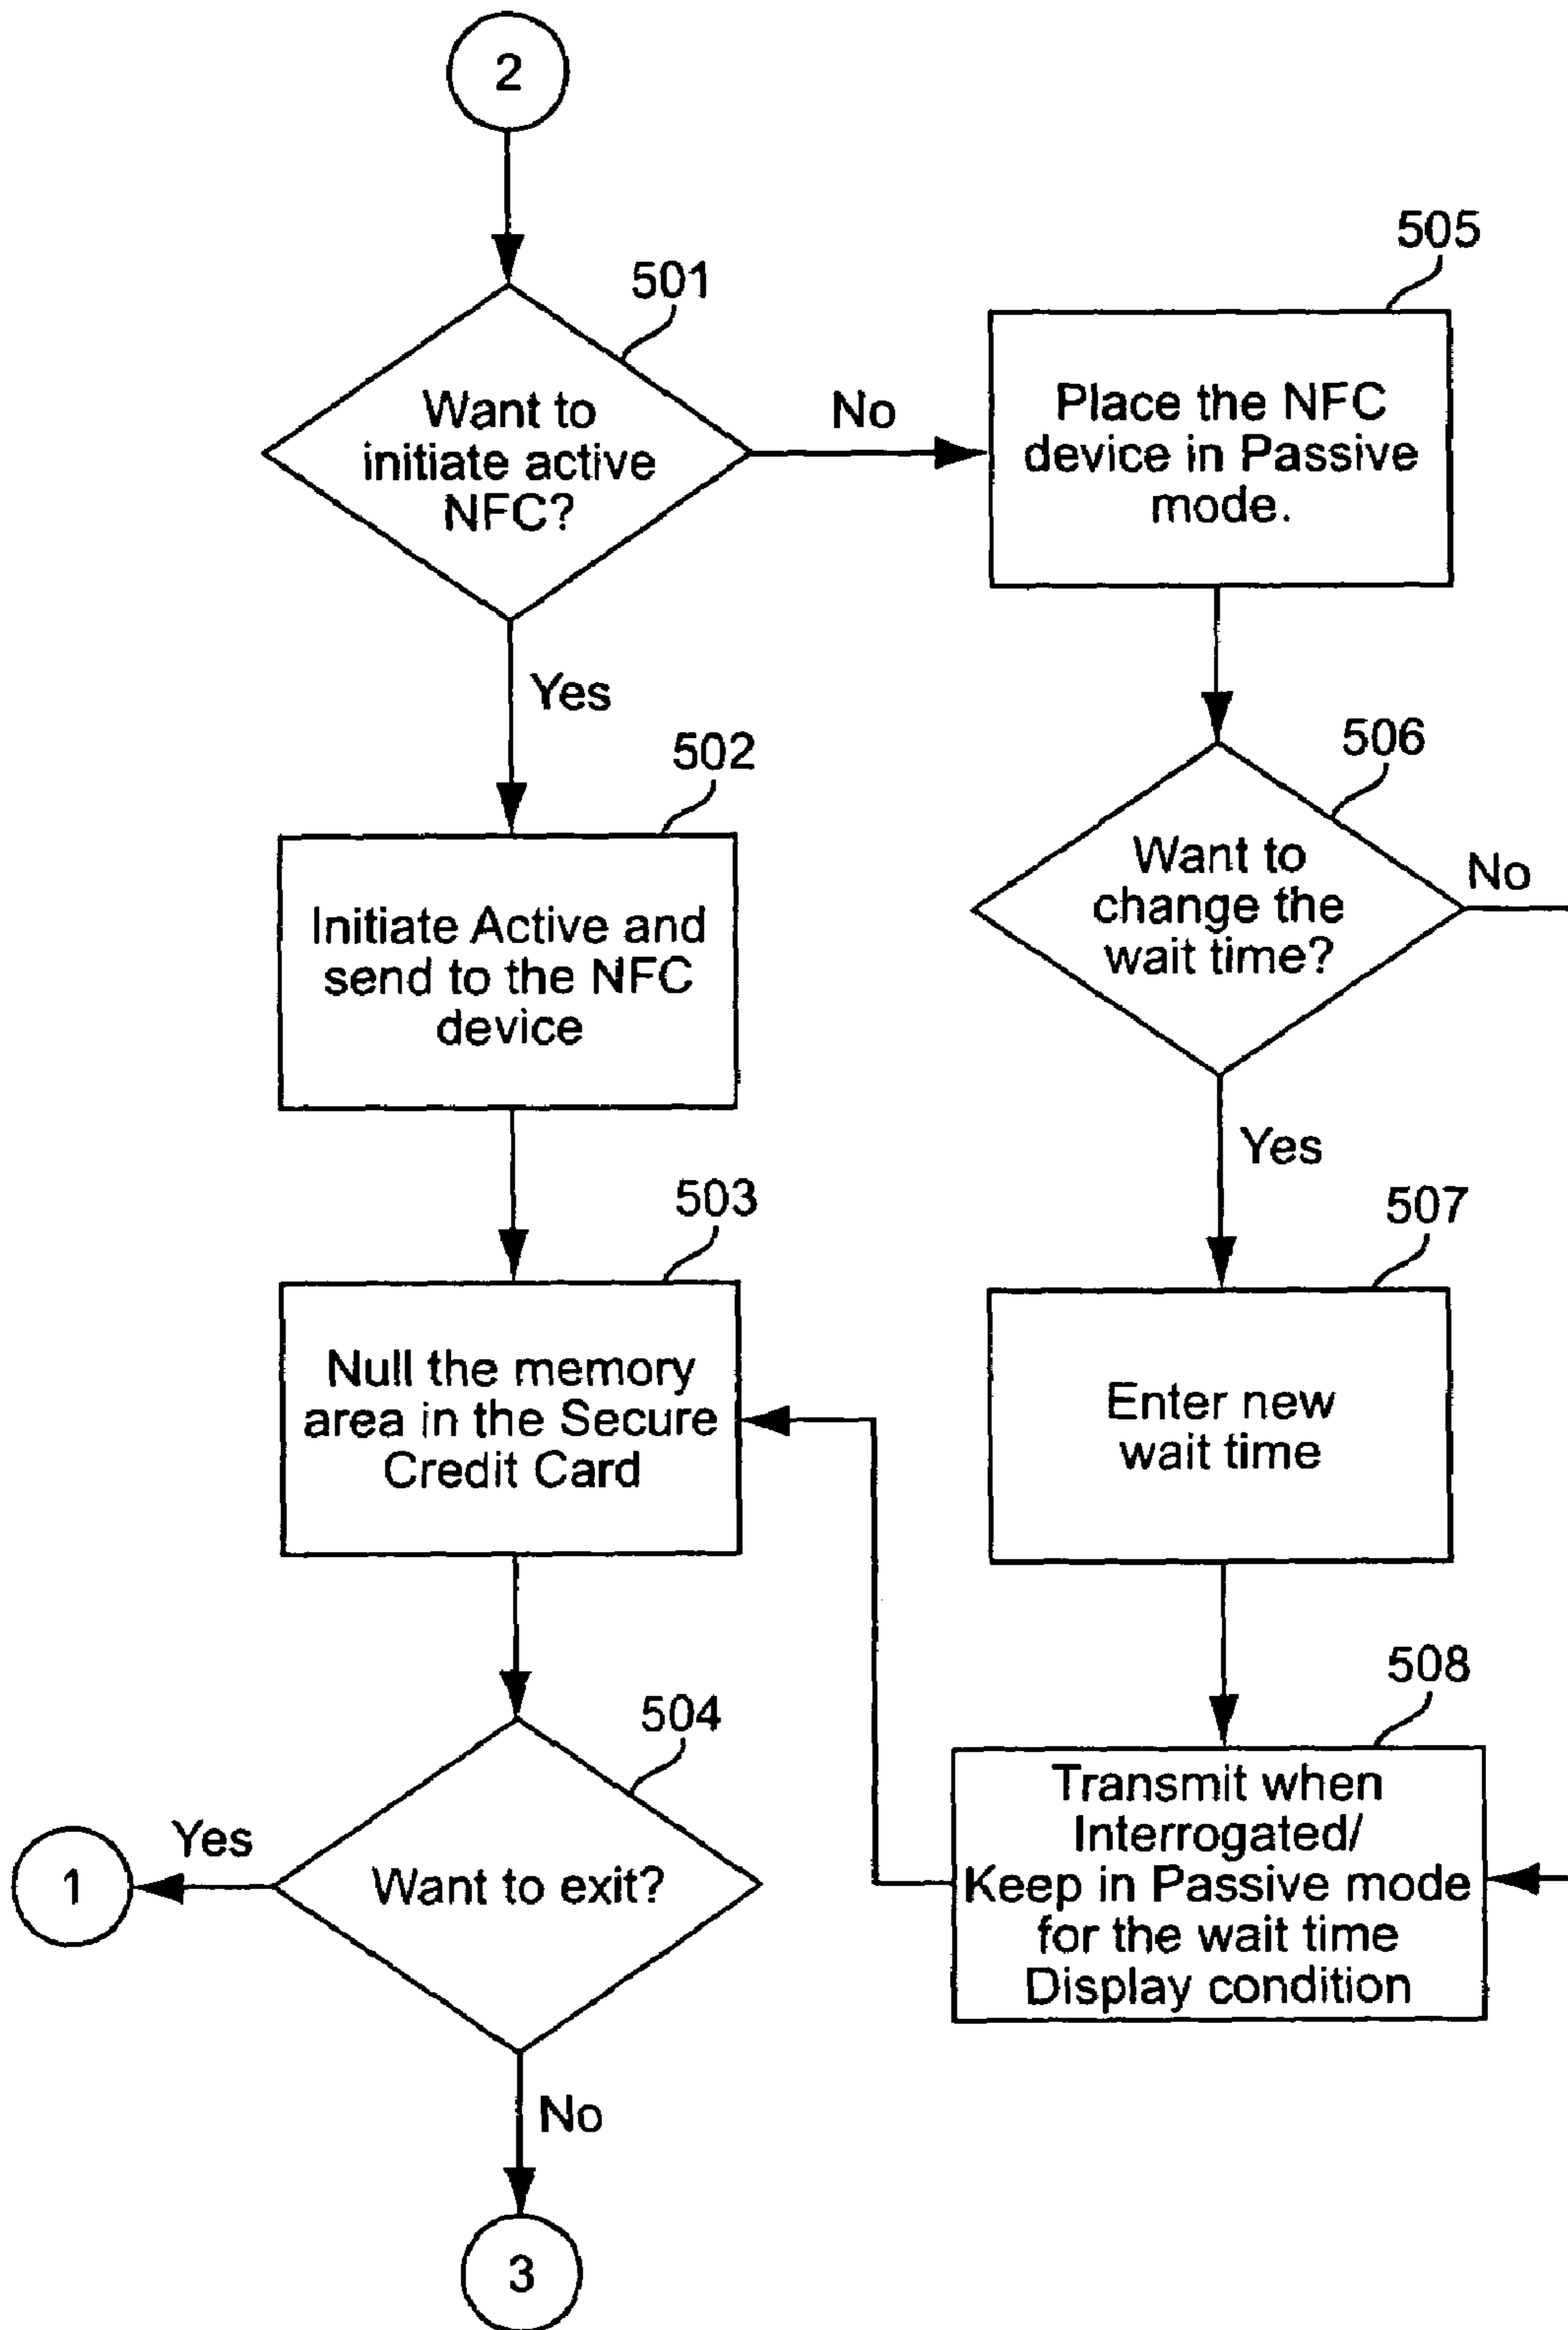 2
501
Want to
initiate active
NFC?
No
505
Place the NFC
device in Passive
mode.
Yes
502
Initiate Active and
send to the NFC
device
506
Want to
change the
wait time?
No
Yes
503
Null the memory
area in the Secure
Credit Card
507
Enter new
wait time
504
Want to exit?
Yes
1
No
3
508
Transmit when
Interrogated/
Keep in Passive mode
for the wait time
Display condition